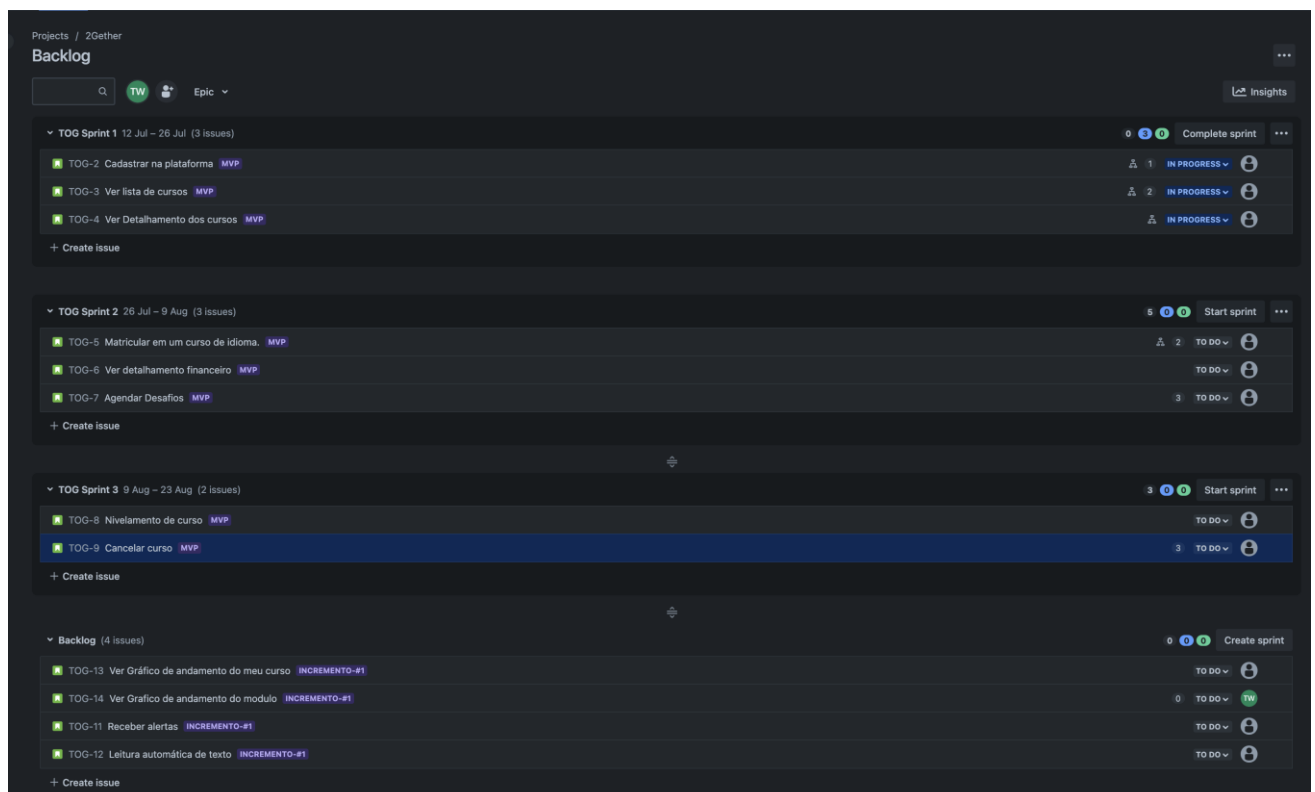 Projects / 2Gether
Backlog
TW Epic Insights
TOG Sprint 1 12 Jul – 26 Jul (3 issues) 0 3 0 Complete sprint
TOG-2 Cadastrar na plataforma MVP 1 IN PROGRESS
TOG-3 Ver lista de cursos MVP 2 IN PROGRESS
TOG-4 Ver Detalhamento dos cursos MVP IN PROGRESS
+ Create issue
TOG Sprint 2 26 Jul – 9 Aug (3 issues) 5 0 0 Start sprint
TOG-5 Matricular em um curso de idioma. MVP 2 TO DO
TOG-6 Ver detalhamento financeiro MVP TO DO
TOG-7 Agendar Desafios MVP 3 TO DO
+ Create issue
TOG Sprint 3 9 Aug – 23 Aug (2 issues) 3 0 0 Start sprint
TOG-8 Nivelamento de curso MVP TO DO
TOG-9 Cancelar curso MVP 3 TO DO
+ Create issue
Backlog (4 issues) 0 0 0 Create sprint
TOG-13 Ver Gráfico de andamento do meu curso INCREMENTO-#1 TO DO
TOG-14 Ver Grafico de andamento do modulo INCREMENTO-#1 0 TO DO TW
TOG-11 Receber alertas INCREMENTO-#1 TO DO
TOG-12 Leitura automática de texto INCREMENTO-#1 TO DO
+ Create issue